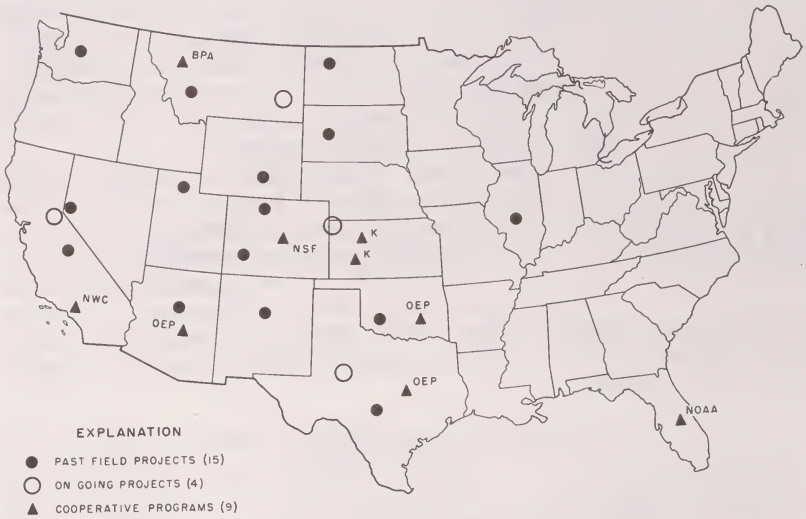 BPA
NSF
K
K
NWC
OEP
OEP
OEP
NOAA
EXPLANATION
PAST FIELD PROJECTS (15)
ON GOING PROJECTS (4)
COOPERATIVE PROGRAMS (9)